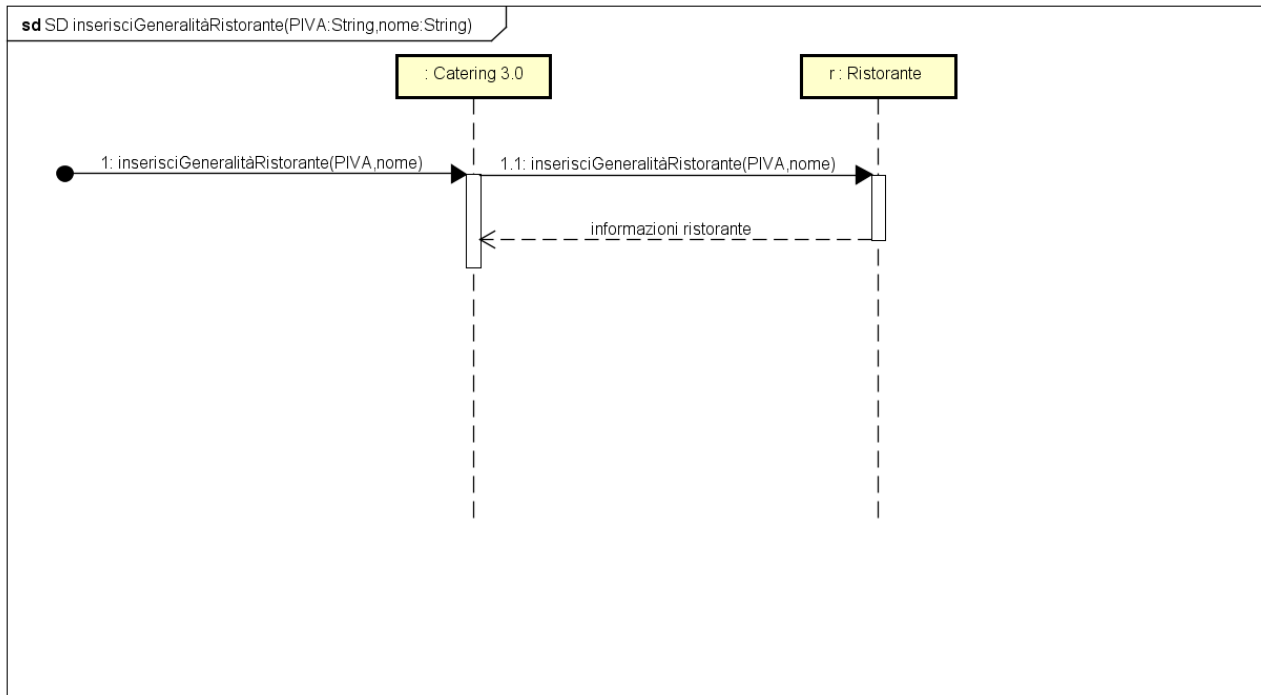 sd SD inserisciGeneralitàRistorante(PIVA:String,nome:String)
: Catering 3.0
r : Ristorante
1: inserisciGeneralitàRistorante(PIVA,nome)
1.1: inserisciGeneralitàRistorante(PIVA,nome)
informazioni ristorante